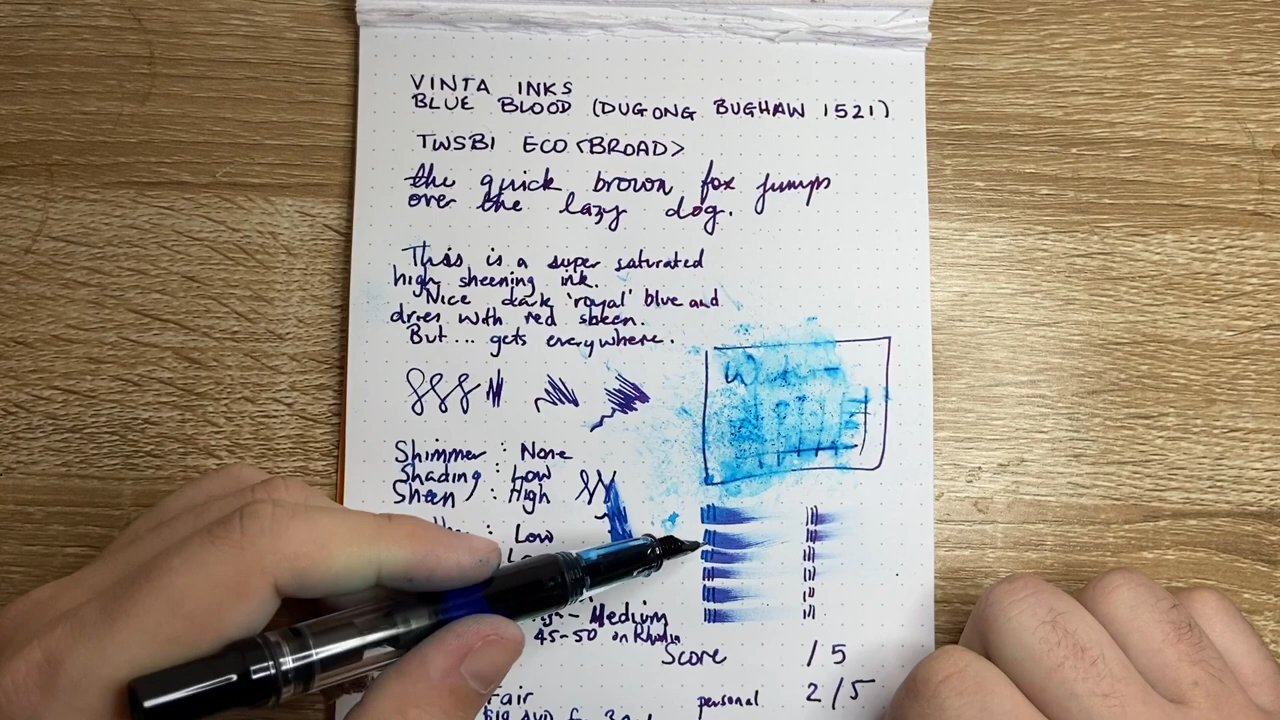 VINTA INKS
BLUE BLOOD (DUGONG BUGHAW 1521)
TWSBI ECO <BROAD>
the quick brown fox jumps
over the lazy dog.
This is a super saturated
high sheening ink.
Nice dark 'royal' blue and
dries with red sheen.
But... gets everywhere.
Shimmer : None
Shading : Low
Sheen : High
: Low
Medium
45-50 on Rhodia
Score /5
Fair personal 2/5